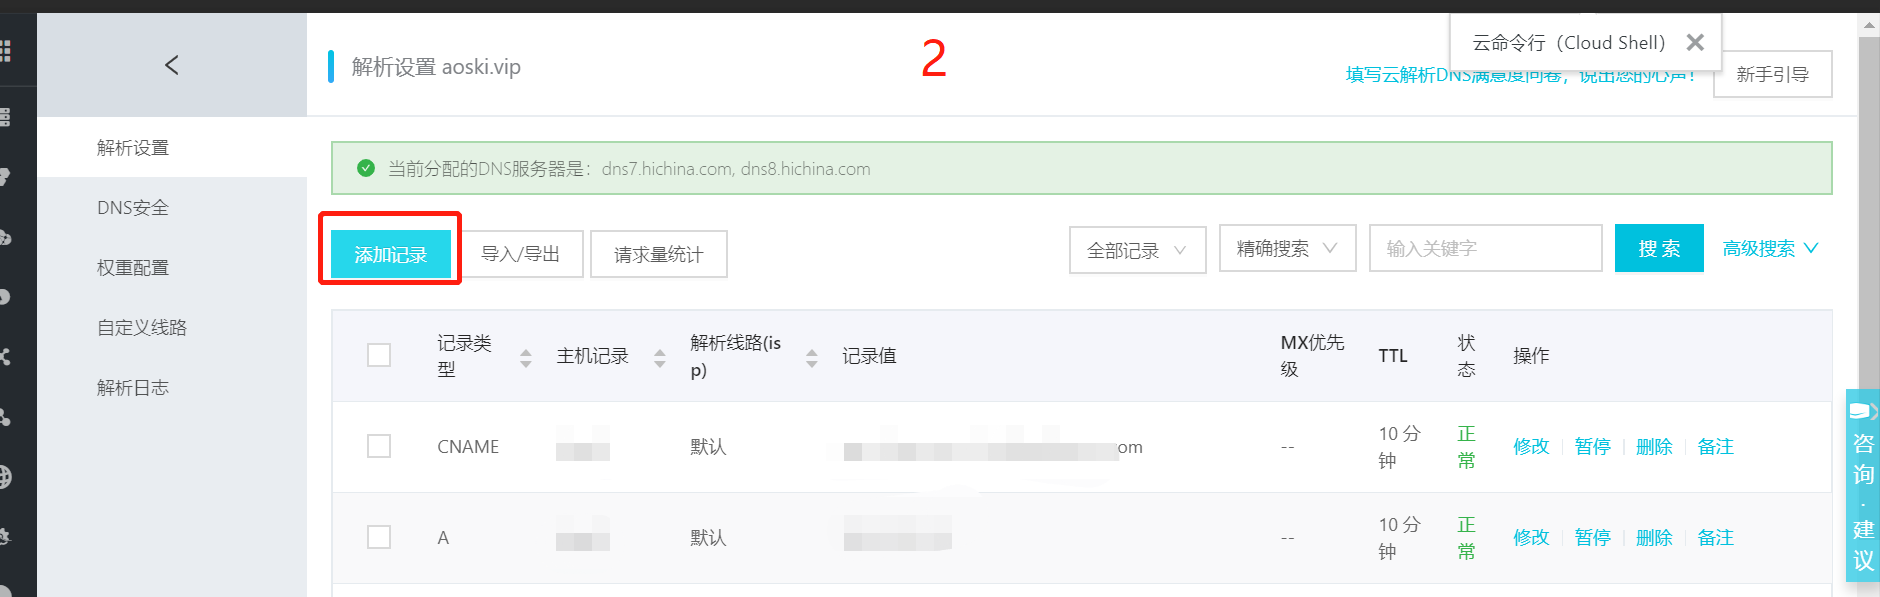 云命令行（Cloud Shell）
解析设置 aoski.vip
2
填写云解析DNS满意度问卷，说出您的心声！
新手引导
解析设置
DNS安全
权重配置
自定义线路
解析日志
当前分配的DNS服务器是：dns7.hichina.com, dns8.hichina.com
添加记录 导入/导出 请求量统计 全部记录 精确搜索 输入关键字 搜 索 高级搜索
记录类型 主机记录 解析线路(isp) 记录值 MX优先级 TTL 状态 操作
CNAME 默认 om -- 10 分钟 正常 修改 暂停 删除 备注
A 默认 -- 10 分钟 正常 修改 暂停 删除 备注
咨询·建议